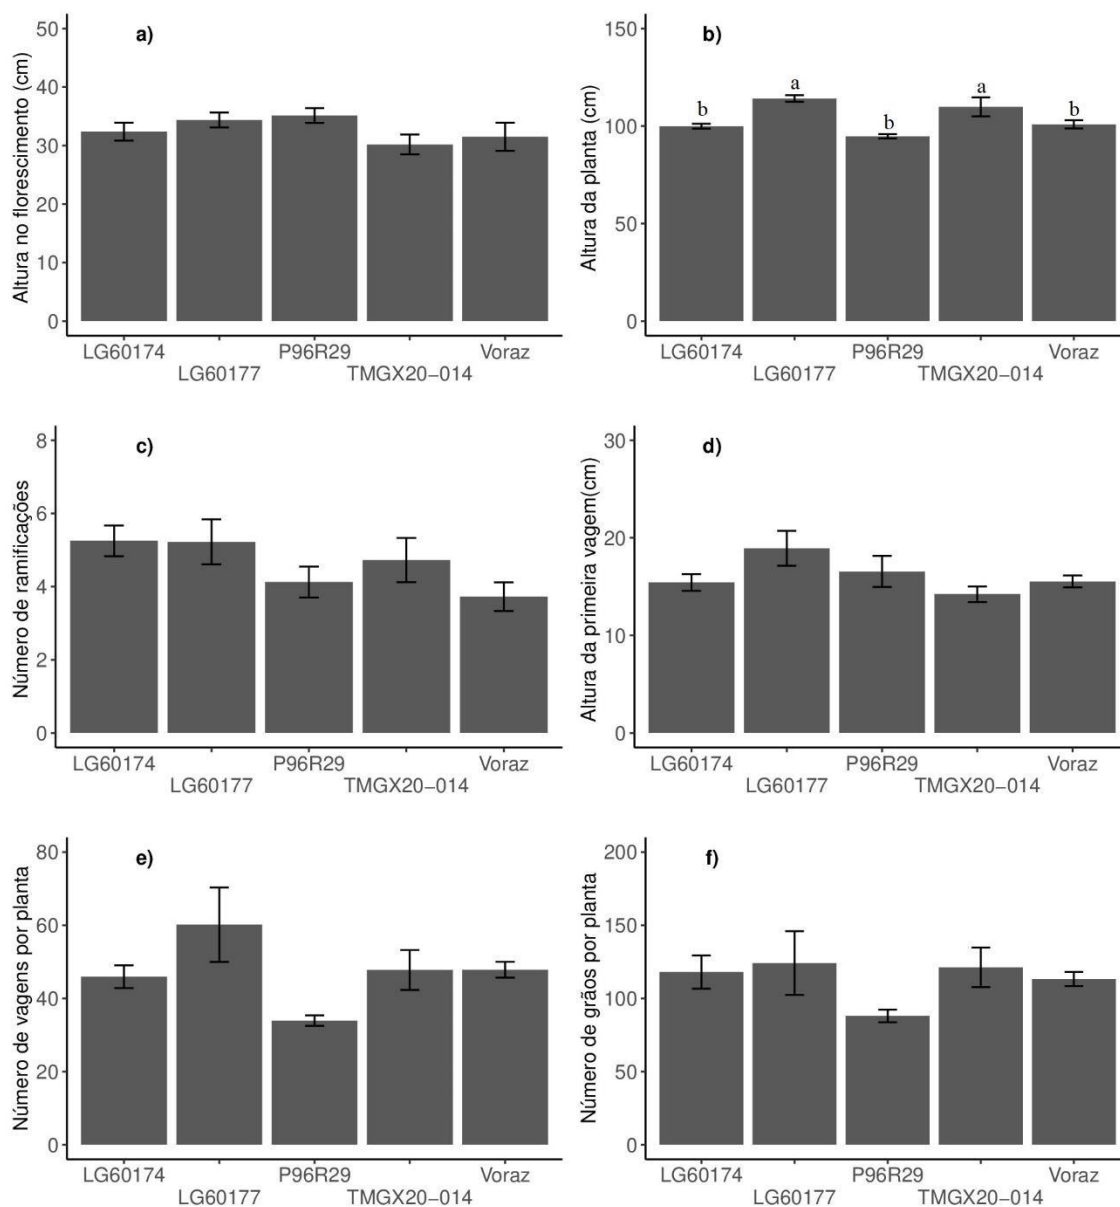 a)
Altura no florescimento (cm)
50
40
30
20
10
0
LG60174
LG60177
P96R29
TMGX20−014
Voraz
b)
Altura da planta (cm)
150
100
50
0
b
a
b
a
b
LG60174
LG60177
P96R29
TMGX20−014
Voraz
c)
Número de ramificações
8
6
4
2
0
LG60174
LG60177
P96R29
TMGX20−014
Voraz
d)
Altura da primeira vagem(cm)
30
20
10
0
LG60174
LG60177
P96R29
TMGX20−014
Voraz
e)
Número de vagens por planta
80
60
40
20
0
LG60174
LG60177
P96R29
TMGX20−014
Voraz
f)
Número de grãos por planta
200
150
100
50
0
LG60174
LG60177
P96R29
TMGX20−014
Voraz